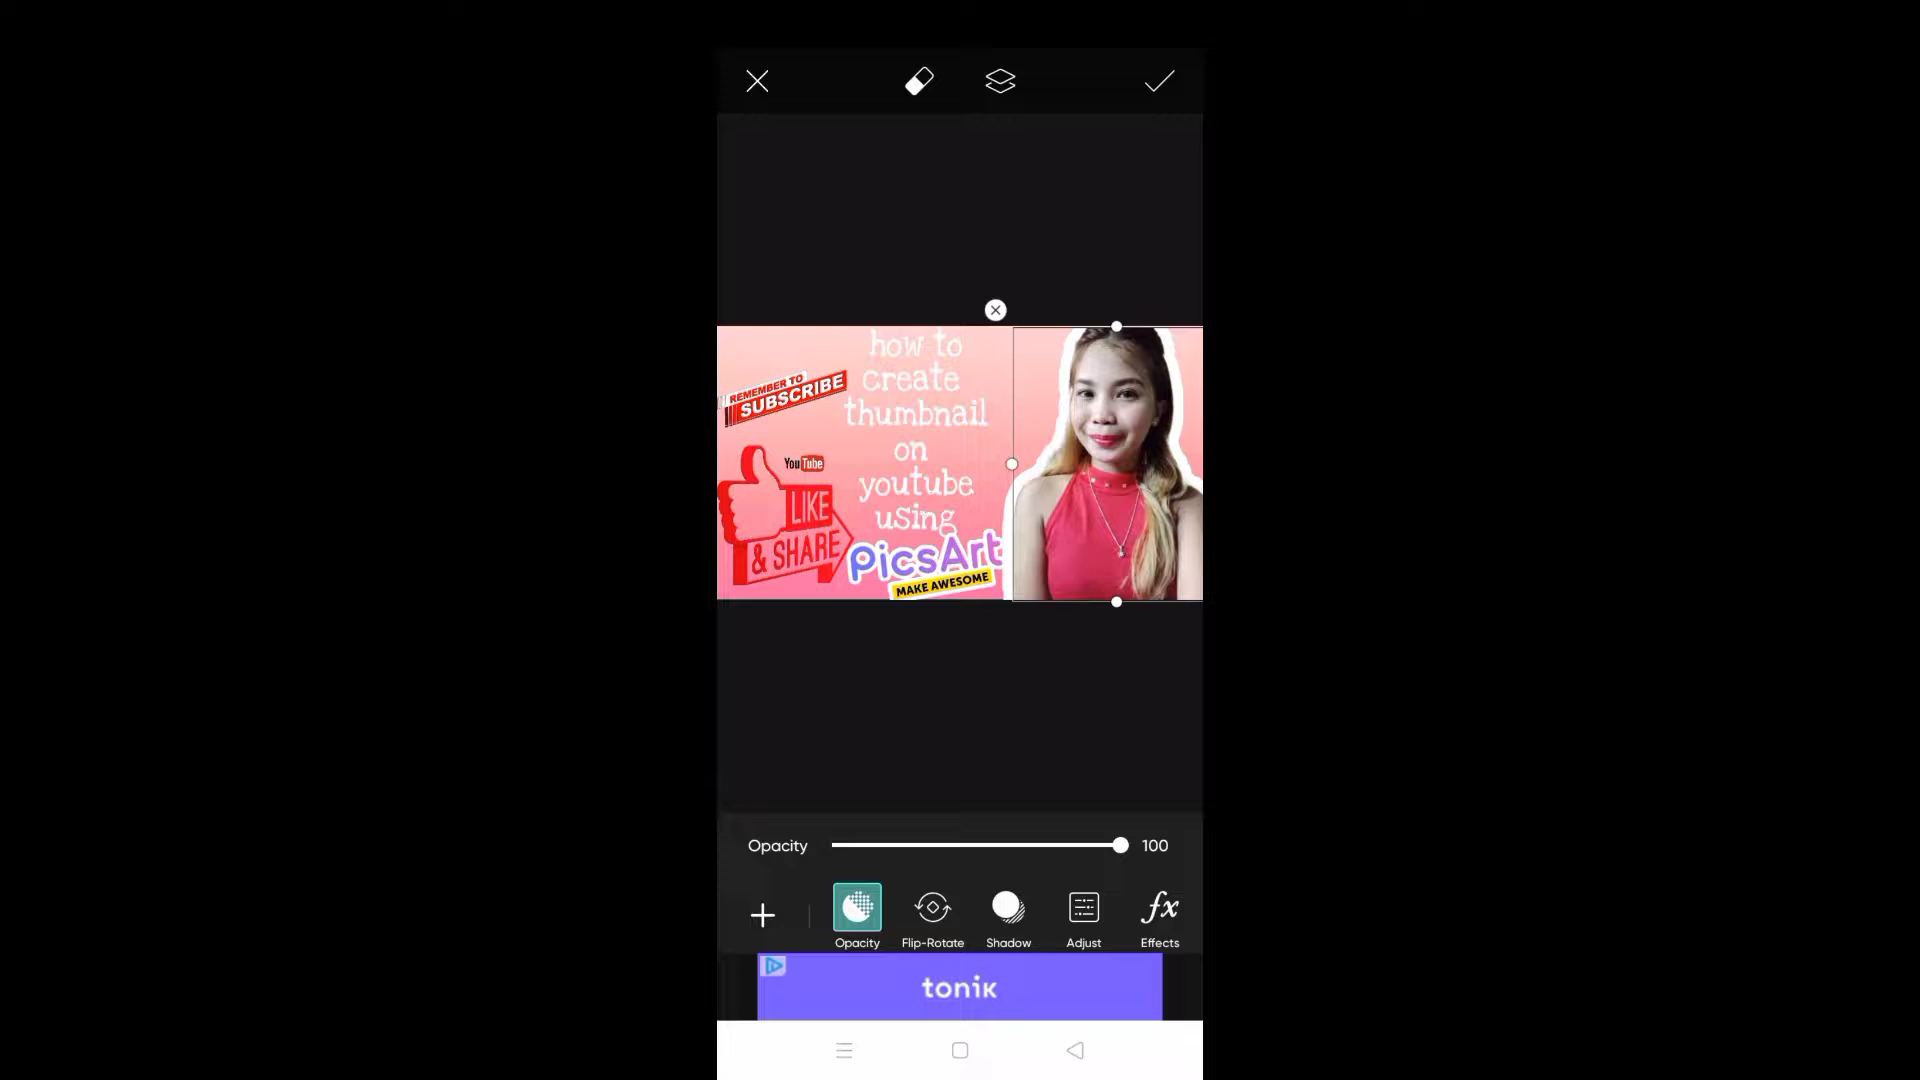 how to
create
thumbnail
on
youtube
using
REMEMBER TO
SUBSCRIBE
YouTube
LIKE
& SHARE
PicsArt
MAKE AWESOME
Opacity 100
Opacity Flip-Rotate Shadow Adjust fx Effects
tonik